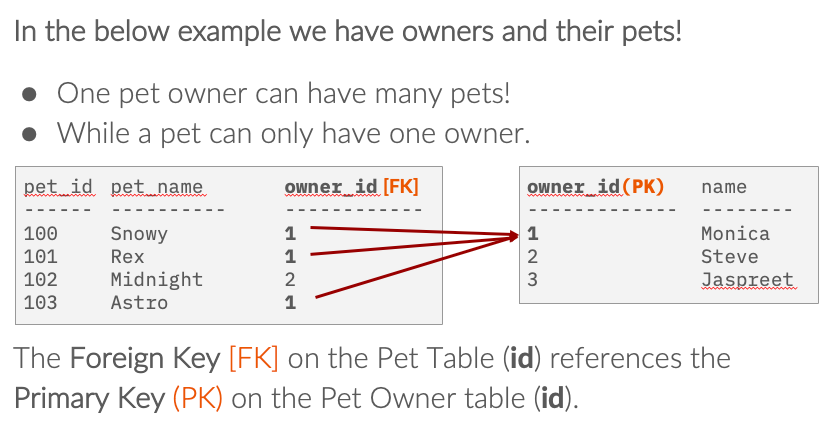 In the below example we have owners and their pets!
● One pet owner can have many pets!
● While a pet can only have one owner.
pet_id pet_name owner_id [FK]
------ ---------- ------------
100 Snowy 1
101 Rex 1
102 Midnight 2
103 Astro 1
owner_id(PK) name
------------- --------
1 Monica
2 Steve
3 Jaspreet
The Foreign Key [FK] on the Pet Table (id) references the
Primary Key (PK) on the Pet Owner table (id).